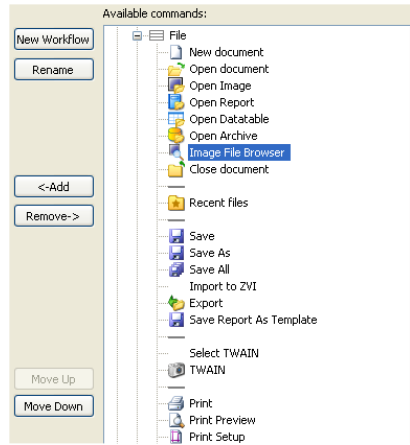 Available commands:
New Workflow
Rename
<-Add
Remove->
Move Up
Move Down
File
New document
Open document
Open Image
Open Report
Open Datatable
Open Archive
Image File Browser
Close document
Recent files
Save
Save As
Save All
Import to ZVI
Export
Save Report As Template
Select TWAIN
TWAIN
Print
Print Preview
Print Setup